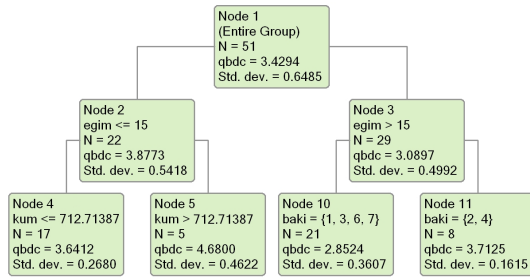 Node 1
(Entire Group)
N = 51
qbdc = 3.4294
Std. dev. = 0.6485
Node 2
egim <= 15
N = 22
qbdc = 3.8773
Std. dev. = 0.5418
Node 3
egim > 15
N = 29
qbdc = 3.0897
Std. dev. = 0.4992
Node 4
kum <= 712.71387
N = 17
qbdc = 3.6412
Std. dev. = 0.2680
Node 5
kum > 712.71387
N = 5
qbdc = 4.6800
Std. dev. = 0.4622
Node 10
baki = {1, 3, 6, 7}
N = 21
qbdc = 2.8524
Std. dev. = 0.3607
Node 11
baki = {2, 4}
N = 8
qbdc = 3.7125
Std. dev. = 0.1615